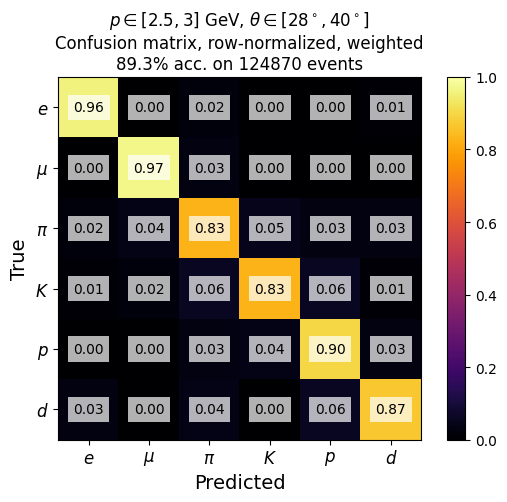 p ∈ [2.5, 3] GeV, θ ∈ [28°, 40°]
Confusion matrix, row-normalized, weighted
89.3% acc. on 124870 events
True
e 0.96 0.00 0.02 0.00 0.00 0.01
μ 0.00 0.97 0.03 0.00 0.00 0.00
π 0.02 0.04 0.83 0.05 0.03 0.03
K 0.01 0.02 0.06 0.83 0.06 0.01
p 0.00 0.00 0.03 0.04 0.90 0.03
d 0.03 0.00 0.04 0.00 0.06 0.87
e μ π K p d
Predicted
1.0
0.8
0.6
0.4
0.2
0.0